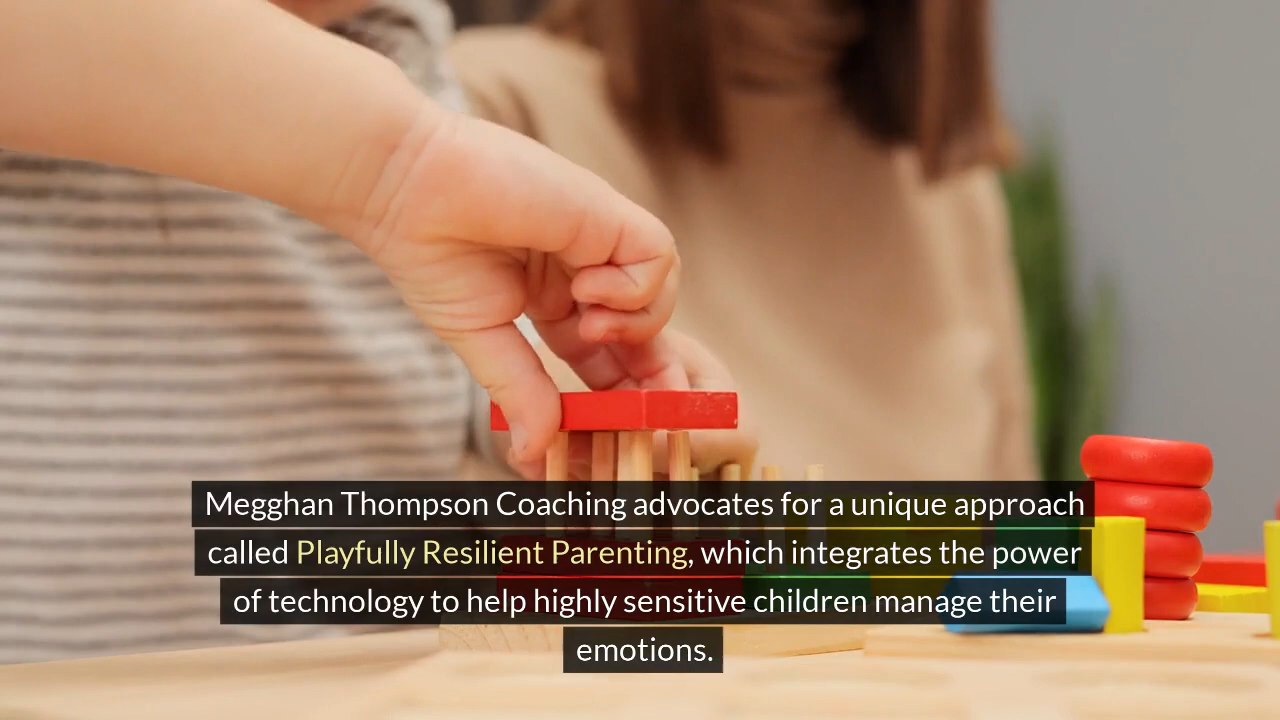 Megghan Thompson Coaching advocates for a unique approach
called Playfully Resilient Parenting, which integrates the power
of technology to help highly sensitive children manage their
emotions.